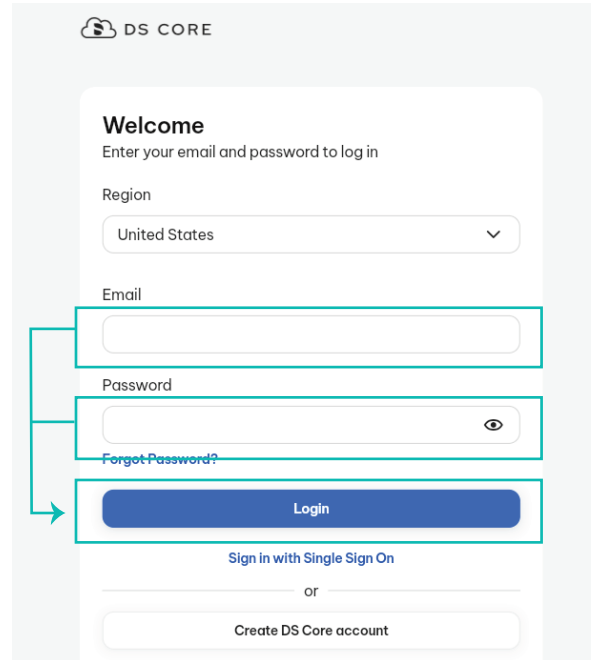 DS CORE
Welcome
Enter your email and password to log in
Region
United States
Email
Password
Forgot Password?
Login
Sign in with Single Sign On
or
Create DS Core account